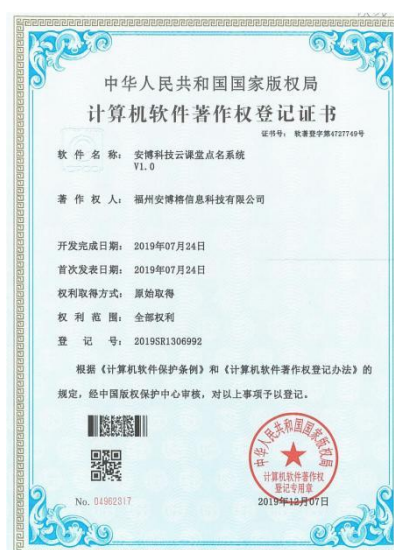 中华人民共和国国家版权局
计算机软件著作权登记证书
证书号： 软著登字第4727749号
软 件 名 称： 安博科技云课堂点名系统
V1.0
著 作 权 人： 福州安博榕信息科技有限公司
开发完成日期： 2019年07月24日
首次发表日期： 2019年07月24日
权利取得方式： 原始取得
权 利 范 围： 全部权利
登 记 号： 2019SR1306992
根据《计算机软件保护条例》和《计算机软件著作权登记办法》的
规定，经中国版权保护中心审核，对以上事项予以登记。
中华人民共和国国家版权局
计算机软件著作权
登记专用章
No. 04962317
2019年12月07日